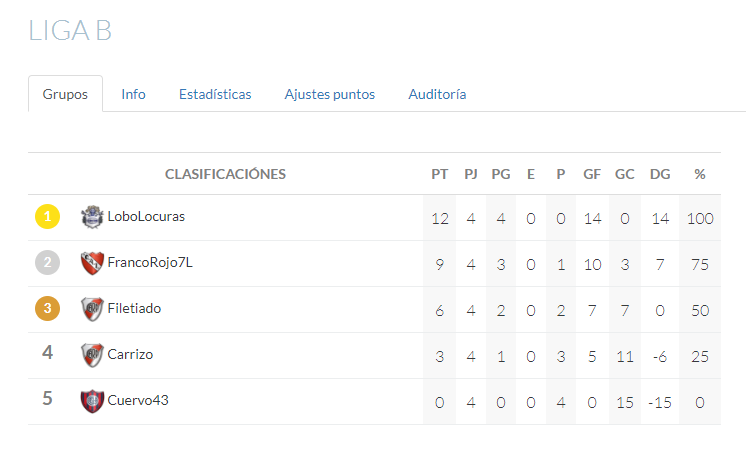 LIGA B
Grupos Info Estadísticas Ajustes puntos Auditoría
CLASIFICACIÓNES PT PJ PG E P GF GC DG %
1 LoboLocuras 12 4 4 0 0 14 0 14 100
2 FrancoRojo7L 9 4 3 0 1 10 3 7 75
3 Filetiado 6 4 2 0 2 7 7 0 50
4 Carrizo 3 4 1 0 3 5 11 -6 25
5 Cuervo43 0 4 0 0 4 0 15 -15 0